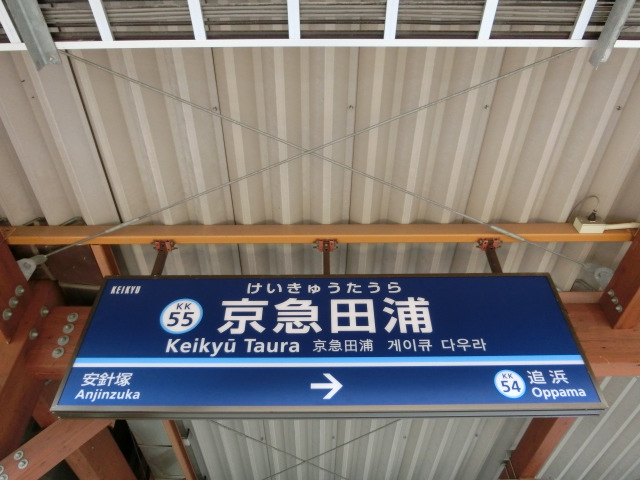 KEIKYU
けいきゅうたうら
KK
55
京急田浦
Keikyū Taura 京急田浦 게이큐 다우라
安針塚
Anjinzuka
→
KK
54
追浜
Oppama